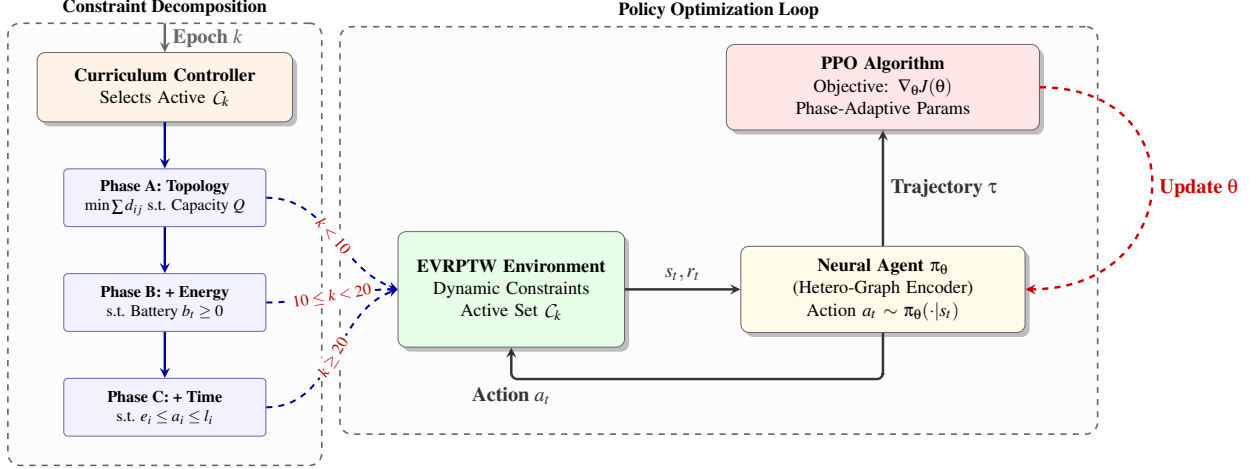 Constraint Decomposition
Epoch k
Curriculum Controller
Selects Active 𝒞ₖ
Phase A: Topology
min ∑ dᵢⱼ s.t. Capacity Q
Phase B: + Energy
s.t. Battery bₜ ≥ 0
Phase C: + Time
s.t. eᵢ ≤ aᵢ ≤ lᵢ
k < 10
10 ≤ k < 20
k ≥ 20
Policy Optimization Loop
PPO Algorithm
Objective: ∇_θ J(θ)
Phase-Adaptive Params
Trajectory τ
Update θ
EVRPTW Environment
Dynamic Constraints
Active Set 𝒞ₖ
sₜ, rₜ
Neural Agent π_θ
(Hetero-Graph Encoder)
Action aₜ ∼ π_θ(·|sₜ)
Action aₜ